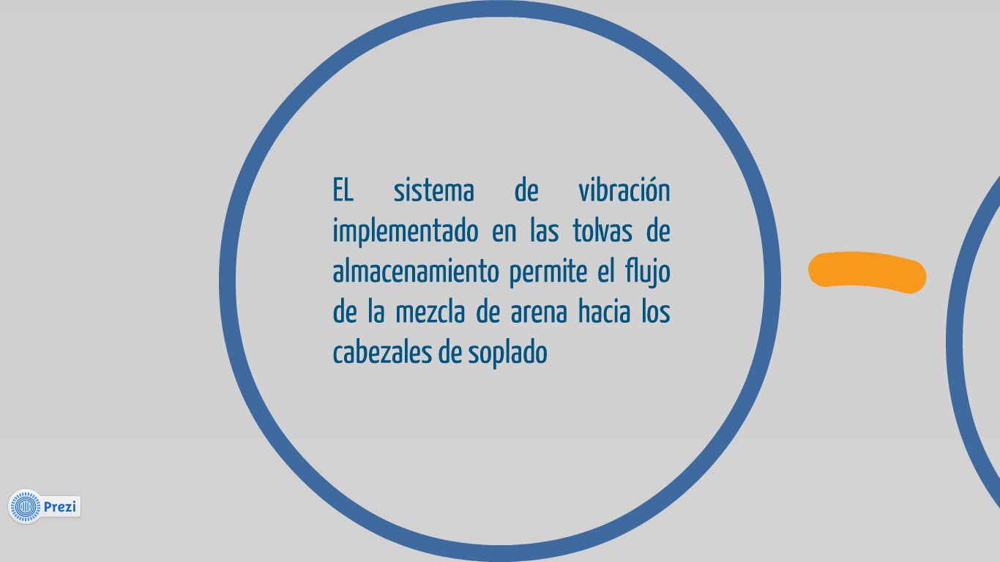 EL sistema de vibración
implementado en las tolvas de
almacenamiento permite el flujo
de la mezcla de arena hacia los
cabezales de soplado
Prezi